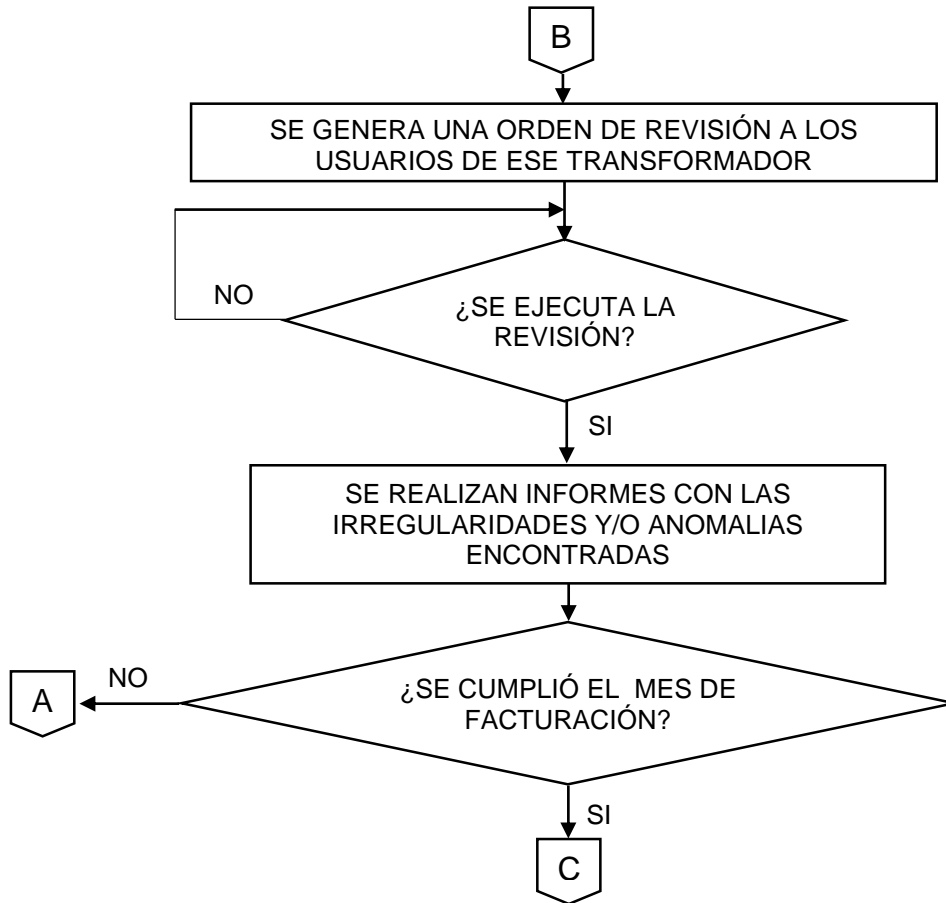 B
SE GENERA UNA ORDEN DE REVISIÓN A LOS
USUARIOS DE ESE TRANSFORMADOR
NO
¿SE EJECUTA LA
REVISIÓN?
SI
SE REALIZAN INFORMES CON LAS
IRREGULARIDADES Y/O ANOMALIAS
ENCONTRADAS
NO
A
¿SE CUMPLIÓ EL MES DE
FACTURACIÓN?
SI
C